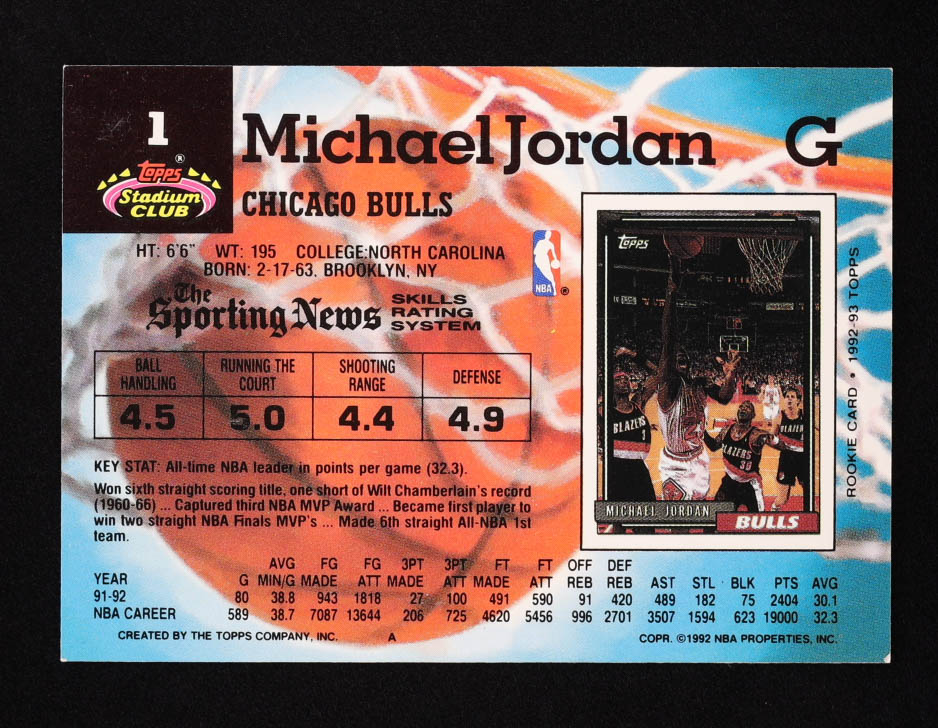 1
Michael Jordan G
TOPPS ®
Stadium
CLUB
CHICAGO BULLS
HT: 6'6" WT: 195 COLLEGE:NORTH CAROLINA
BORN: 2-17-63, BROOKLYN, NY
NBA ®
The
Sporting News
SKILLS
RATING
SYSTEM
BALL HANDLING RUNNING THE COURT SHOOTING RANGE DEFENSE
4.5 5.0 4.4 4.9
KEY STAT: All-time NBA leader in points per game (32.3).
Won sixth straight scoring title, one short of Wilt Chamberlain's record
(1960-66) ... Captured third NBA MVP Award ... Became first player to
win two straight NBA Finals MVP's ... Made 6th straight All-NBA 1st
team.
TOPPS
BLAZERS
BLAZERS
30
MICHAEL JORDAN
BULLS
ROOKIE CARD • 1992-93 TOPPS
AVG FG FG 3PT 3PT FT FT OFF DEF
YEAR G MIN/G MADE ATT MADE ATT MADE ATT REB REB AST STL BLK PTS AVG
91-92 80 38.8 943 1818 27 100 491 590 91 420 489 182 75 2404 30.1
NBA CAREER 589 38.7 7087 13644 206 725 4620 5456 996 2701 3507 1594 623 19000 32.3
CREATED BY THE TOPPS COMPANY, INC. A COPR. ©1992 NBA PROPERTIES, INC.